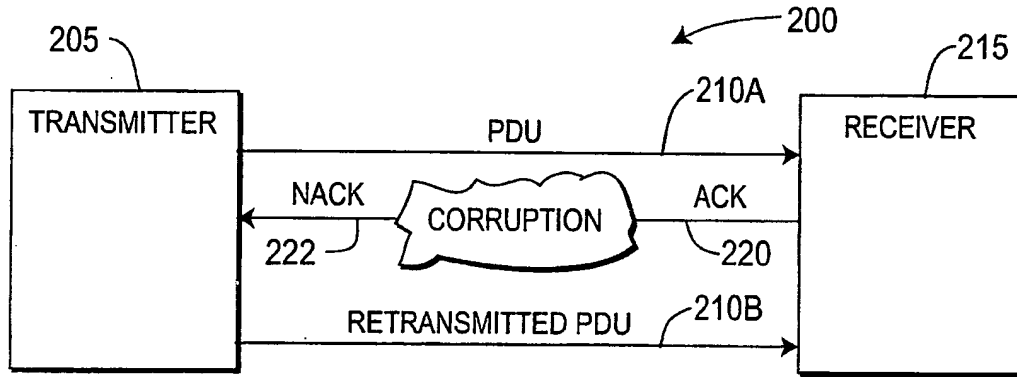 200
205
215
210A
TRANSMITTER
PDU
RECEIVER
NACK
CORRUPTION
ACK
222
220
RETRANSMITTED PDU
210B